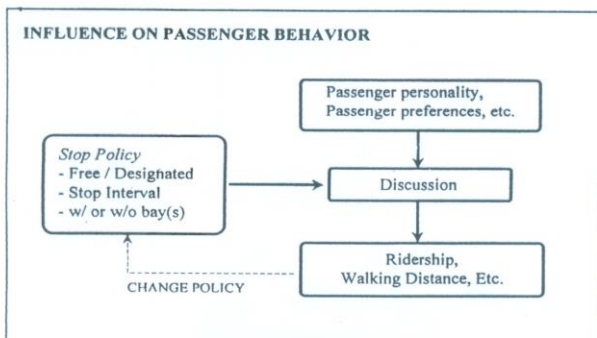 INFLUENCE ON PASSENGER BEHAVIOR
Passenger personality,
Passenger preferences, etc.
Stop Policy
- Free / Designated
- Stop Interval
- w/ or w/o bay(s)
Discussion
Ridership,
Walking Distance, Etc.
CHANGE POLICY